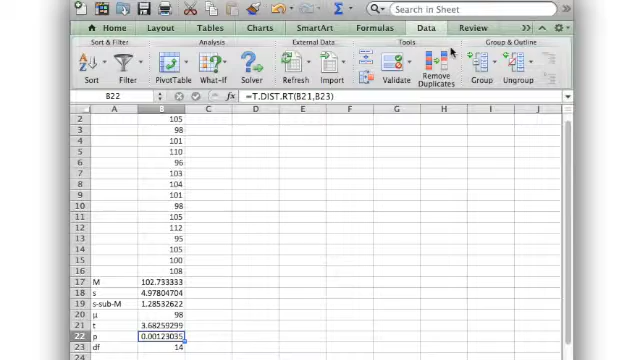 Search in Sheet
Home Layout Tables Charts SmartArt Formulas Data Review
Sort & Filter Analysis External Data Tools Group & Outline
Sort Filter PivotTable What-If Solver Refresh Import Validate Remove Duplicates Group Ungroup
B22 fx =T.DIST.RT(B21,B23)
A B C D E F G H I J
2 105
3 98
4 101
5 110
6 96
7 103
8 104
9 101
10 98
11 105
12 112
13 95
14 105
15 100
16 108
17 M 102.733333
18 s 4.97804704
19 s-sub-M 1.28532622
20 μ 98
21 t 3.68259299
22 p 0.00123035
23 df 14
24